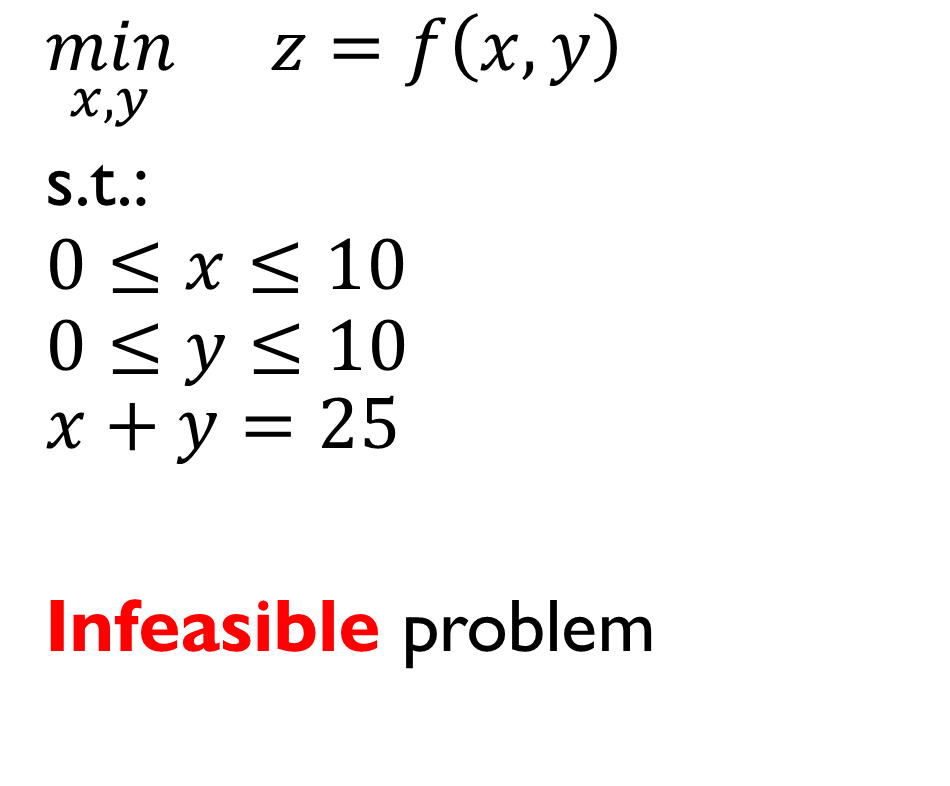 min z = f(x, y)
x,y
s.t.:
0 ≤ x ≤ 10
0 ≤ y ≤ 10
x + y = 25
Infeasible problem